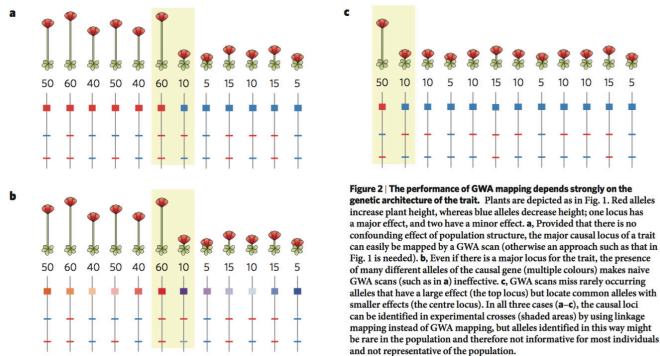 a
50 60 40 50 40 60 10 5 15 10 15 5
b
50 60 40 50 40 60 10 5 15 10 15 5
c
50 10 10 5 10 15 10 5 10 10 15 5
Figure 2 | The performance of GWA mapping depends strongly on the
genetic architecture of the trait. Plants are depicted as in Fig. 1. Red alleles
increase plant height, whereas blue alleles decrease height; one locus has
a major effect, and two have a minor effect. a, Provided that there is no
confounding effect of population structure, the major causal locus of a trait
can easily be mapped by a GWA scan (otherwise an approach such as that in
Fig. 1 is needed). b, Even if there is a major locus for the trait, the presence
of many different alleles of the causal gene (multiple colours) makes naive
GWA scans (such as in a) ineffective. c, GWA scans miss rarely occurring
alleles that have a large effect (the top locus) but locate common alleles with
smaller effects (the centre locus). In all three cases (a–c), the causal loci
can be identified in experimental crosses (shaded areas) by using linkage
mapping instead of GWA mapping, but alleles identified in this way might
be rare in the population and therefore not informative for most individuals
and not representative of the population.